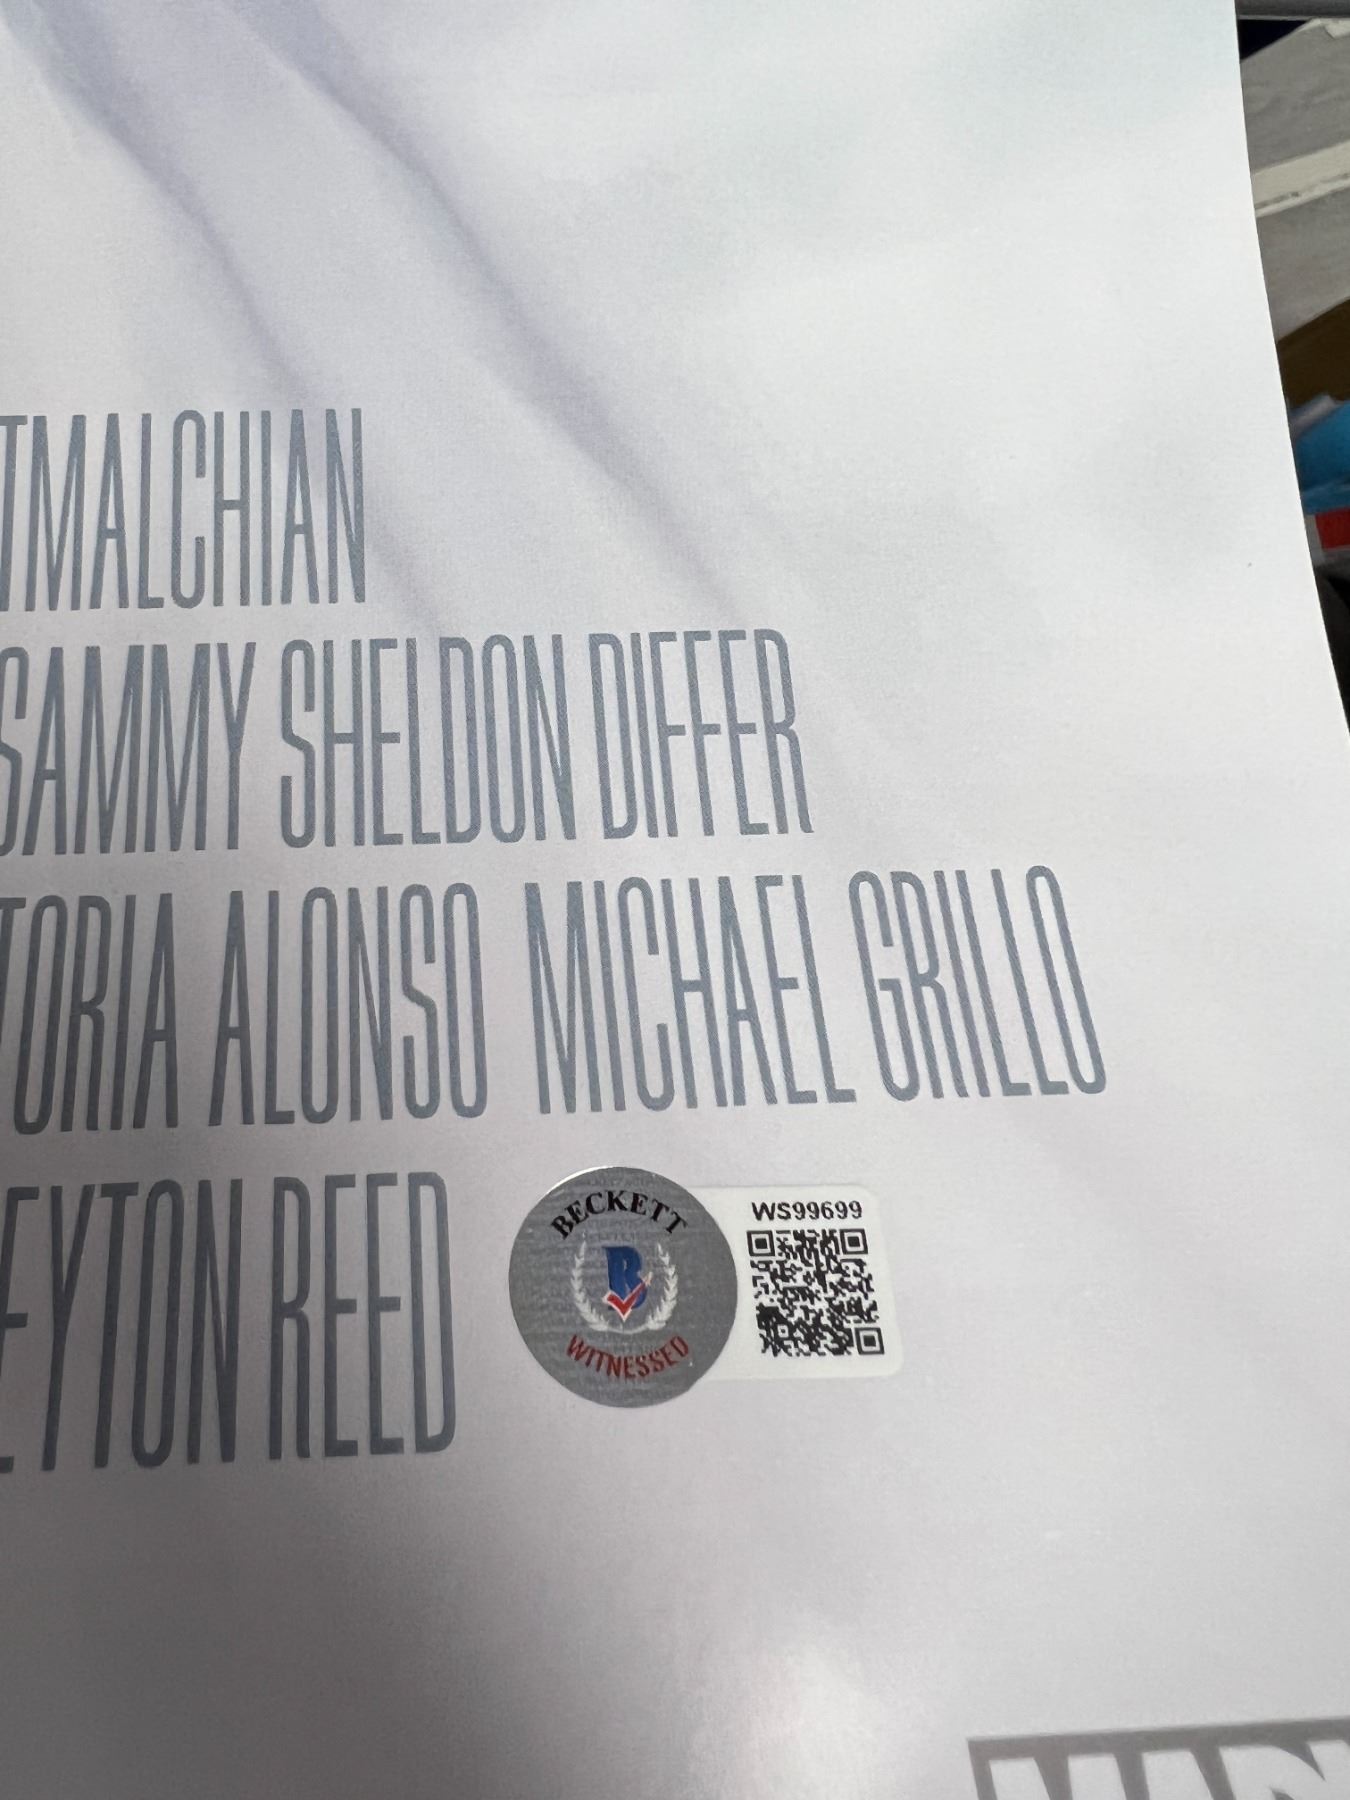 TMALCHIAN
SAMMY SHELDON DIFFER
TORIA ALONSO MICHAEL GRILLO
EYTON REED
BECKETT
B
WITNESSED
WS99699